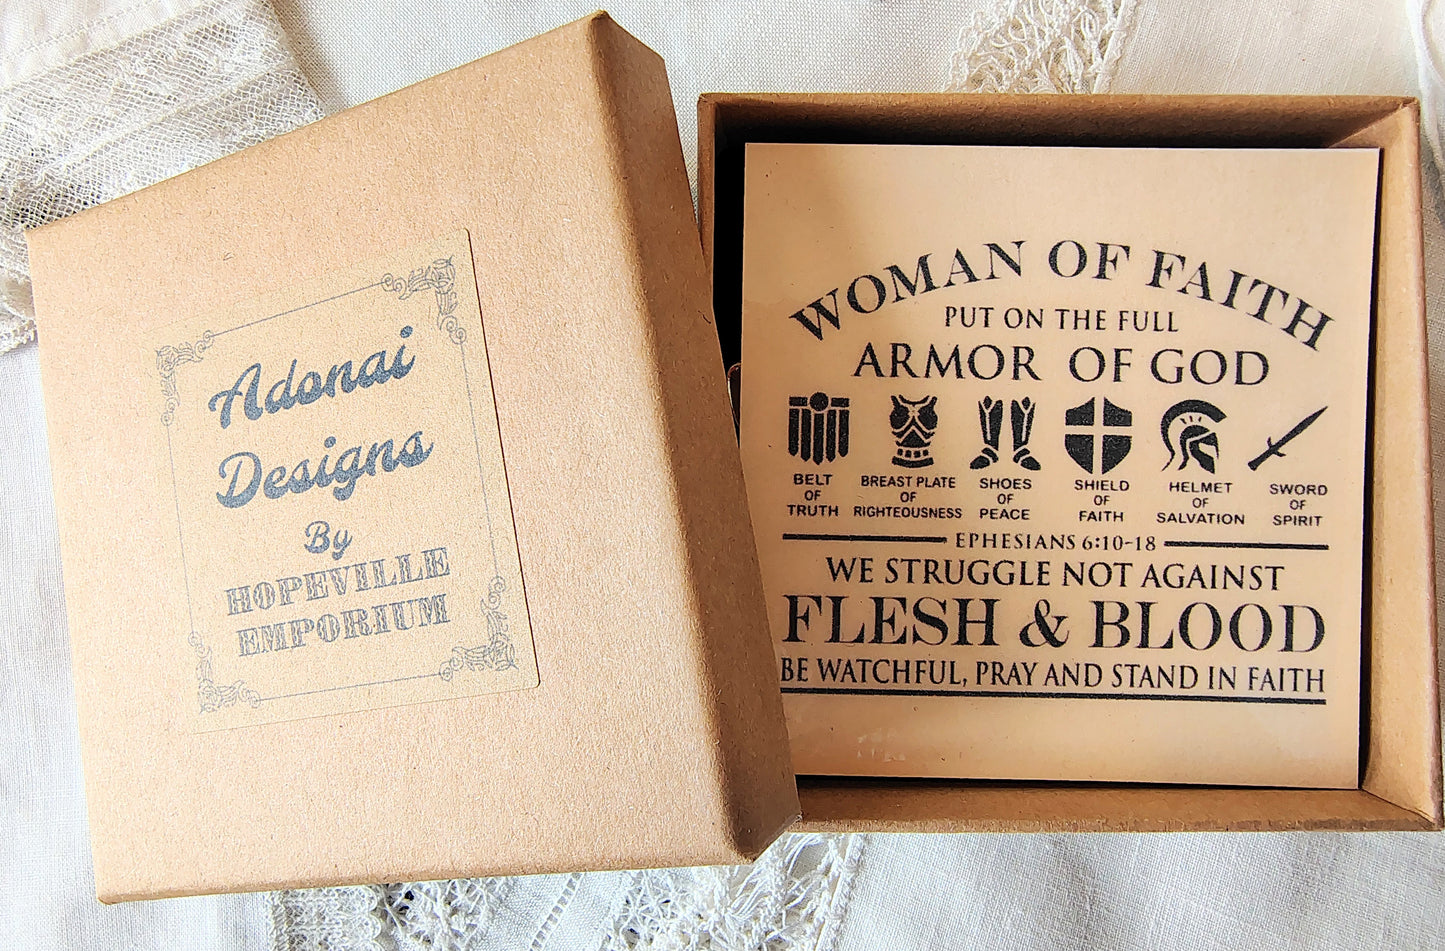 Adonai
Designs
By
HOPEVILLE
EMPORIUM
WOMAN OF FAITH
PUT ON THE FULL
ARMOR OF GOD
BELT
OF
TRUTH
BREAST PLATE
OF
RIGHTEOUSNESS
SHOES
OF
PEACE
SHIELD
OF
FAITH
HELMET
OF
SALVATION
SWORD
OF
SPIRIT
EPHESIANS 6:10-18
WE STRUGGLE NOT AGAINST
FLESH & BLOOD
BE WATCHFUL, PRAY AND STAND IN FAITH